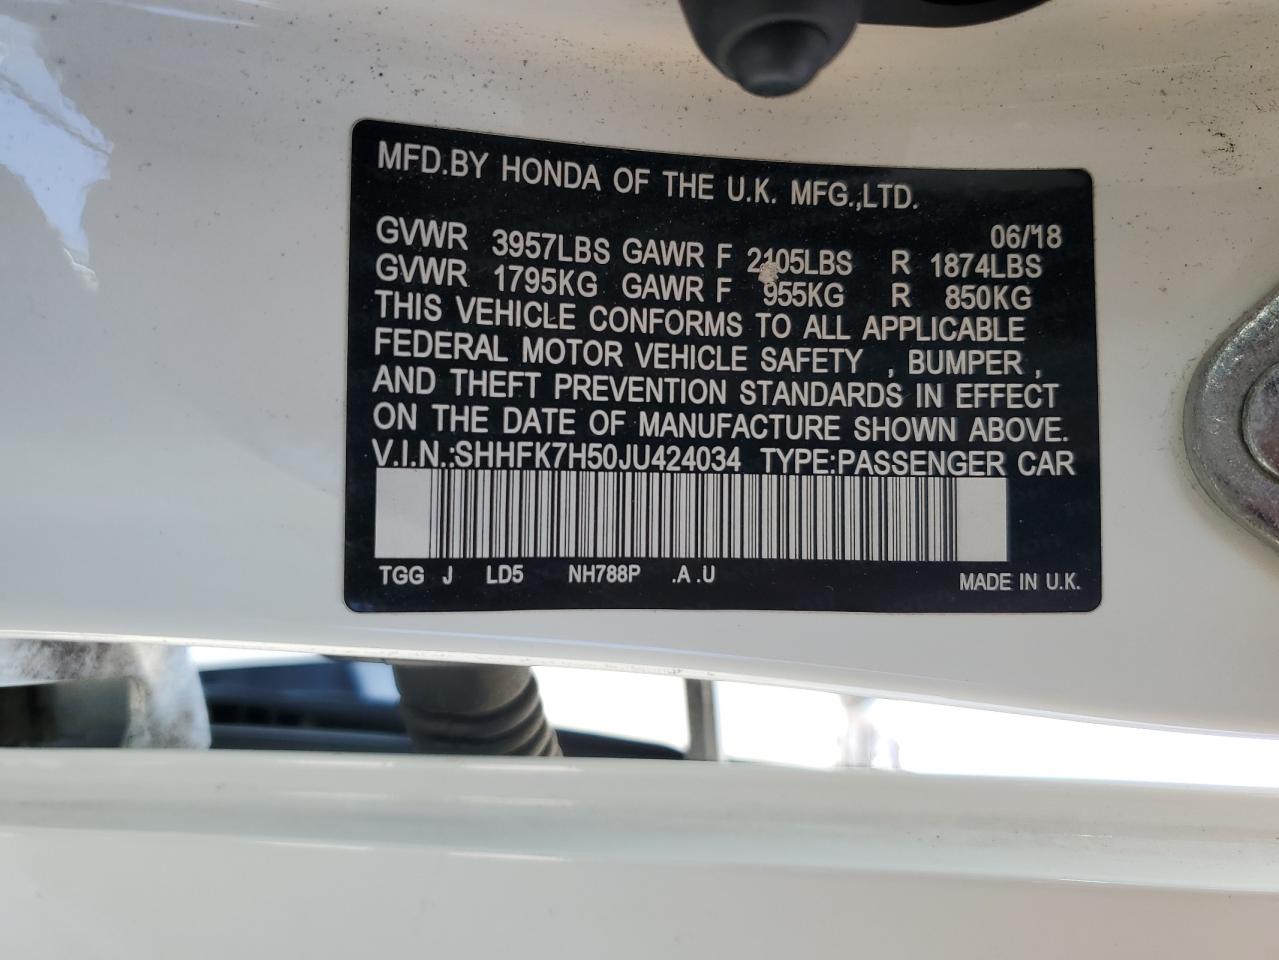 MFD.BY HONDA OF THE U.K. MFG.,LTD.
06/18
GVWR 3957LBS GAWR F 2105LBS R 1874LBS
GVWR 1795KG GAWR F 955KG R 850KG
THIS VEHICLE CONFORMS TO ALL APPLICABLE
FEDERAL MOTOR VEHICLE SAFETY , BUMPER ,
AND THEFT PREVENTION STANDARDS IN EFFECT
ON THE DATE OF MANUFACTURE SHOWN ABOVE.
V.I.N.:SHHFK7H50JU424034 TYPE:PASSENGER CAR
TGG J LD5 NH788P .A .U MADE IN U.K.